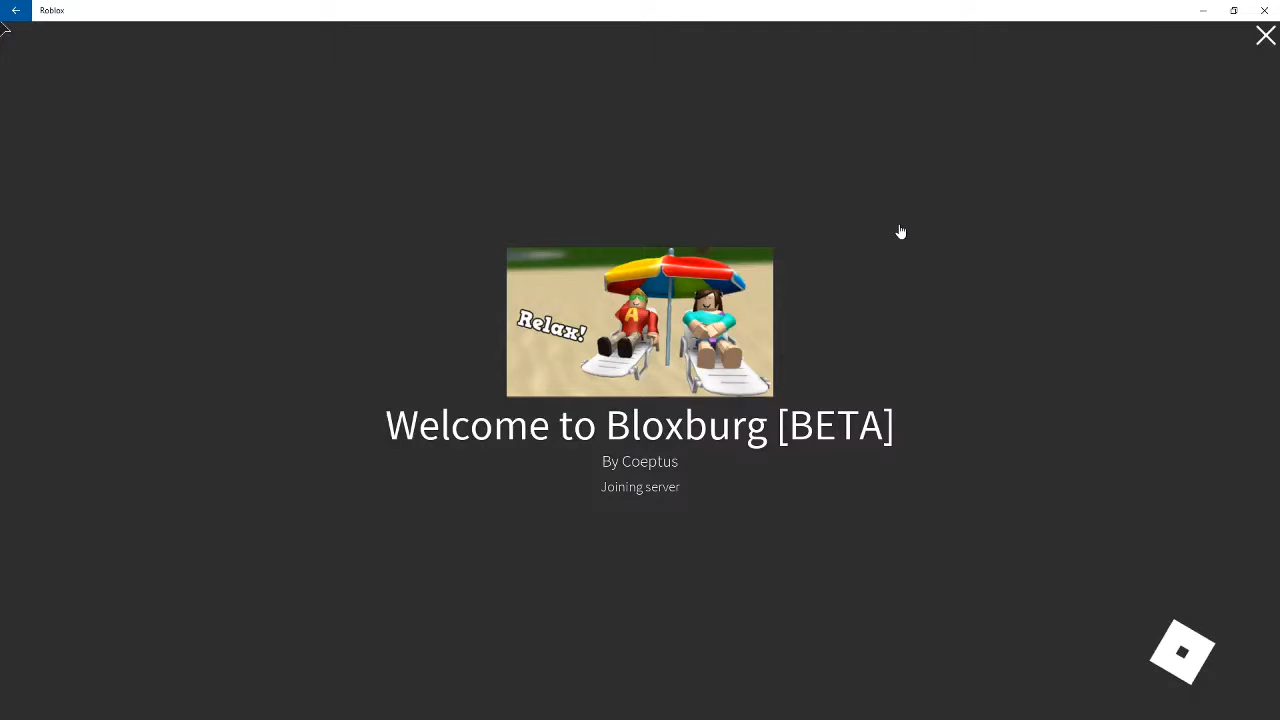 Roblox
Relax!
A
Welcome to Bloxburg [BETA]
By Coeptus
Joining server